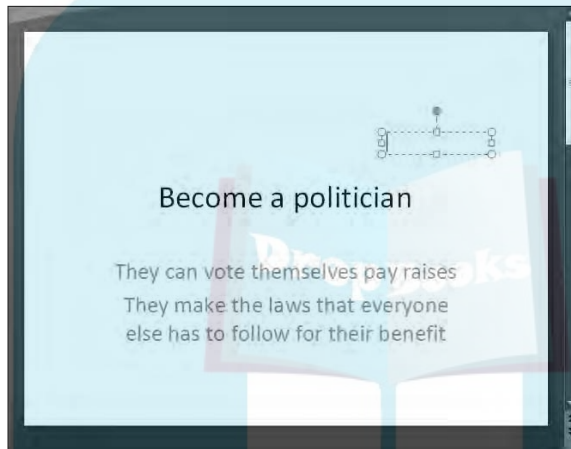 Become a politician
They can vote themselves pay raises
DropBooks
They make the laws that everyone
else has to follow for their benefit